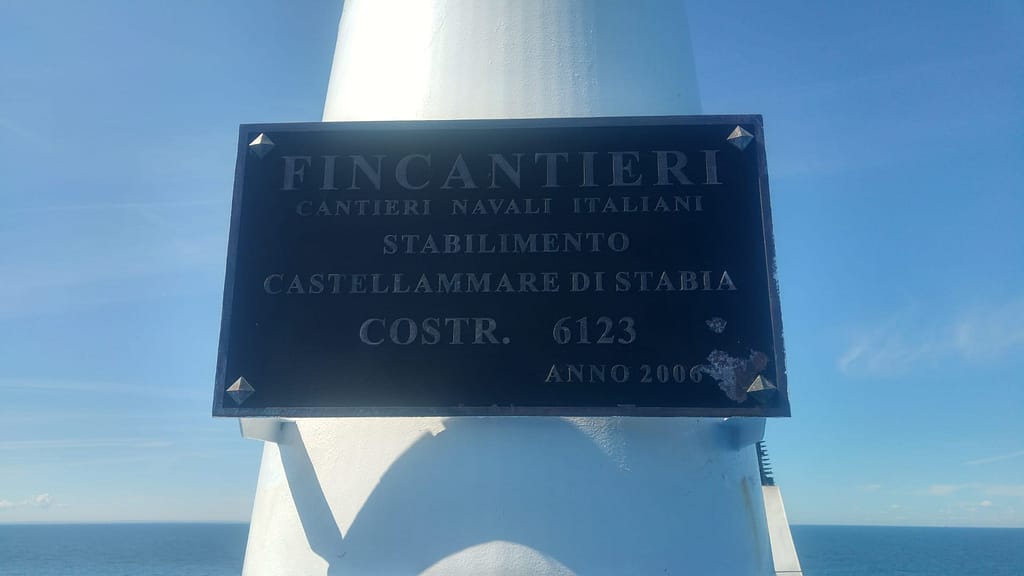 FINCANTIERI
CANTIERI NAVALI ITALIANI
STABILIMENTO
CASTELLAMMARE DI STABIA
COSTR. 6123
ANNO 2006